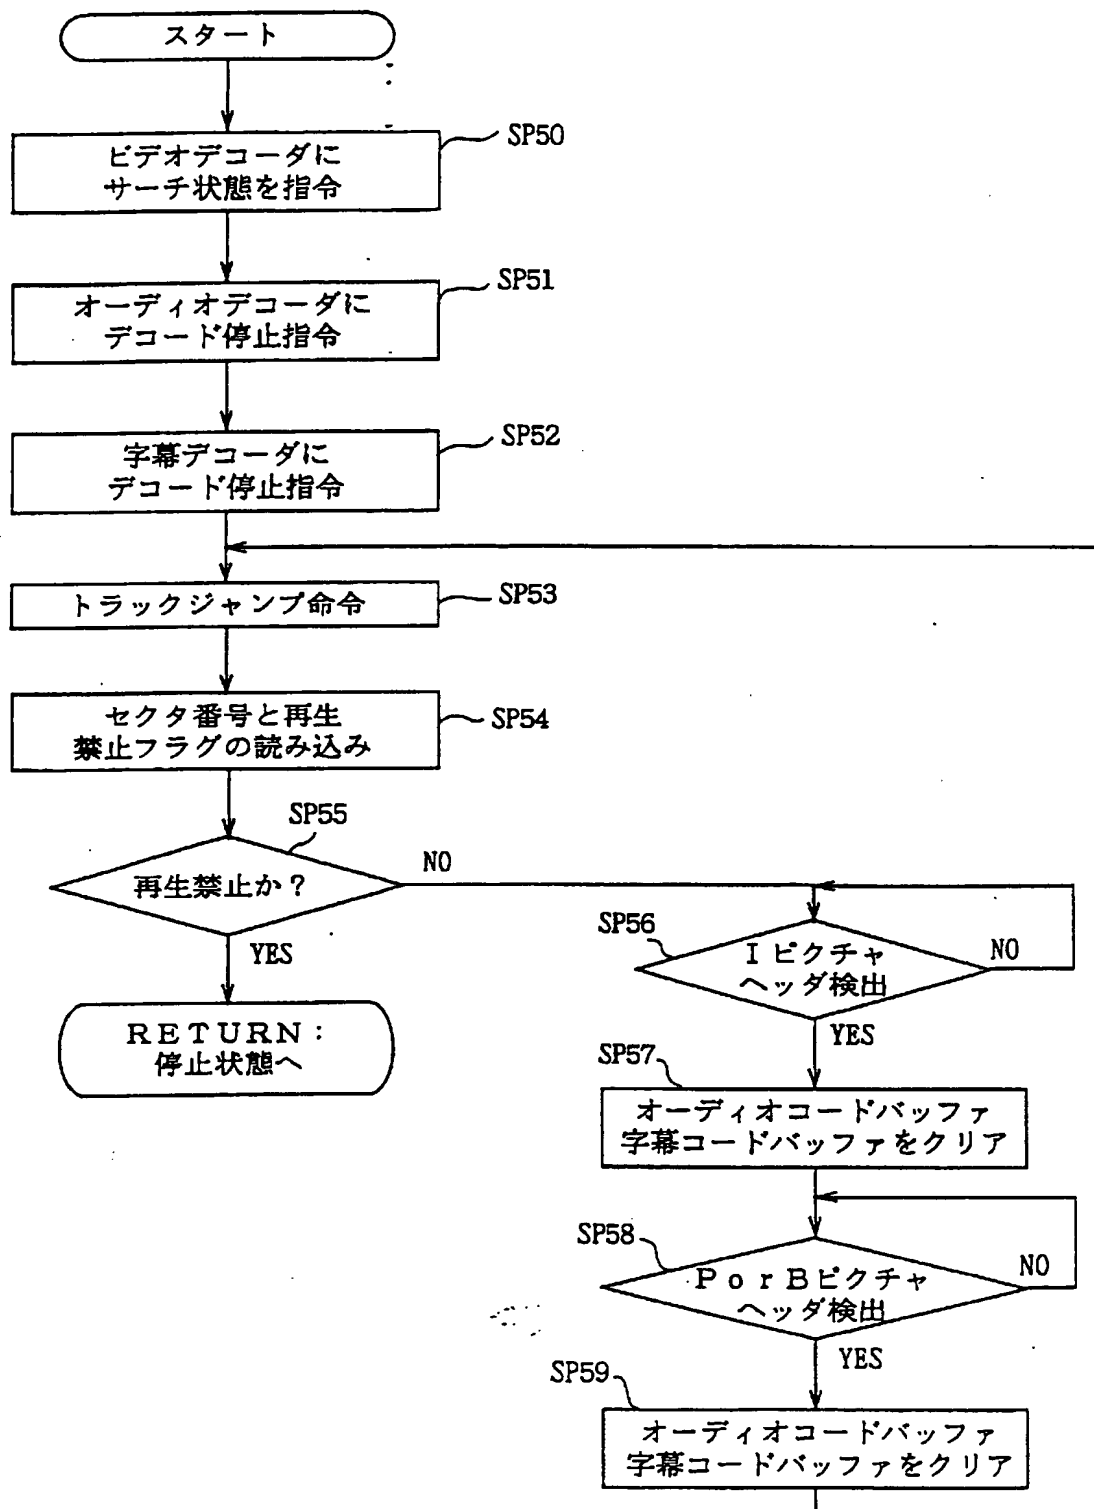 スタート
SP50
ビデオデコーダに
サーチ状態を指令
SP51
オーディオデコーダに
デコード停止指令
SP52
字幕デコーダに
デコード停止指令
SP53
トラックジャンプ命令
SP54
セクタ番号と再生
禁止フラグの読み込み
SP55
再生禁止か?
NO
YES
RETURN:
停止状態へ
SP56
Iピクチャ
ヘッダ検出
NO
YES
SP57
オーディオコードバッファ
字幕コードバッファをクリア
SP58
PorBピクチャ
ヘッダ検出
NO
YES
SP59
オーディオコードバッファ
字幕コードバッファをクリア